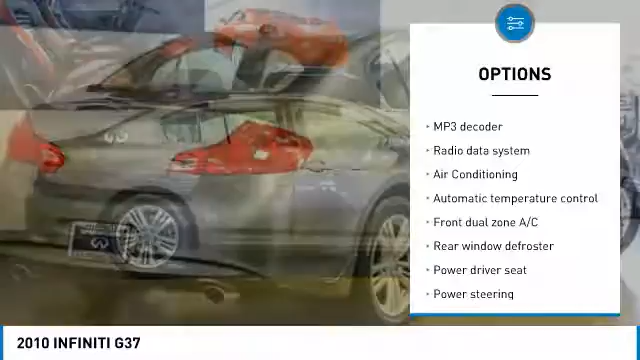 OPTIONS
• MP3 decoder
• Radio data system
• Air Conditioning
• Automatic temperature control
• Front dual zone A/C
• Rear window defroster
• Power driver seat
• Power steering
2010 INFINITI G37